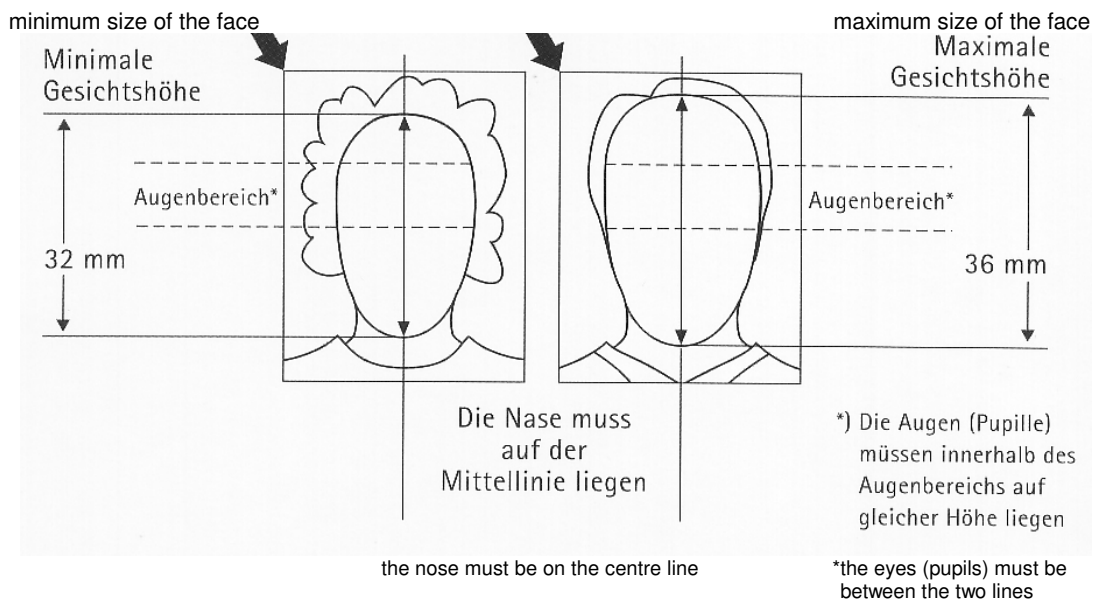 minimum size of the face
maximum size of the face
Minimale
Gesichtshöhe
Maximale
Gesichtshöhe
Augenbereich*
Augenbereich*
32 mm
36 mm
Die Nase muss
auf der
Mittellinie liegen
*) Die Augen (Pupille)
müssen innerhalb des
Augenbereichs auf
gleicher Höhe liegen
the nose must be on the centre line
*the eyes (pupils) must be
between the two lines